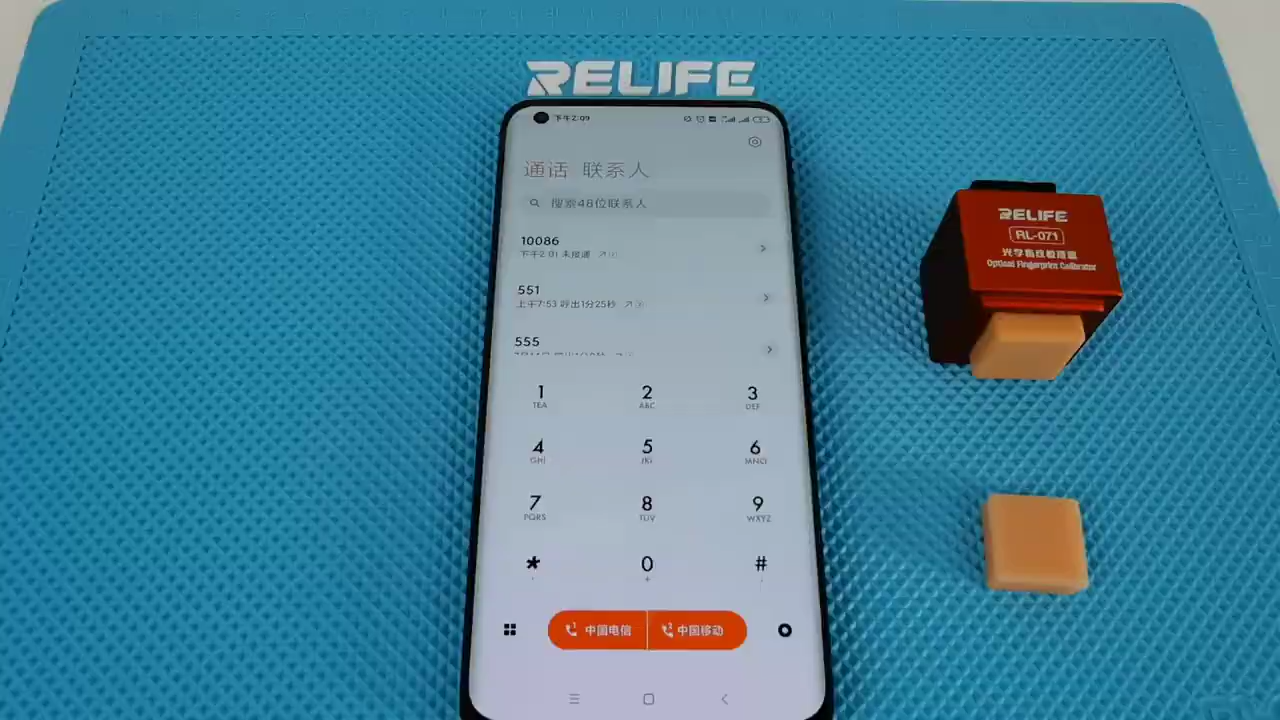 RELIFE
下午2:09
通话 联系人
搜索48位联系人
10086
下午2:01 未接通
551
上午7:53 呼出1分25秒
555
1
2 ABC
3 DEF
4 GHI
5 JKL
6
7 PQRS
8 TUV
9 WXYZ
*
0
+
#
中国电信
中国移动
RELIFE
RL-071
光学指纹校准器
Optical Fingerprint Calibrator